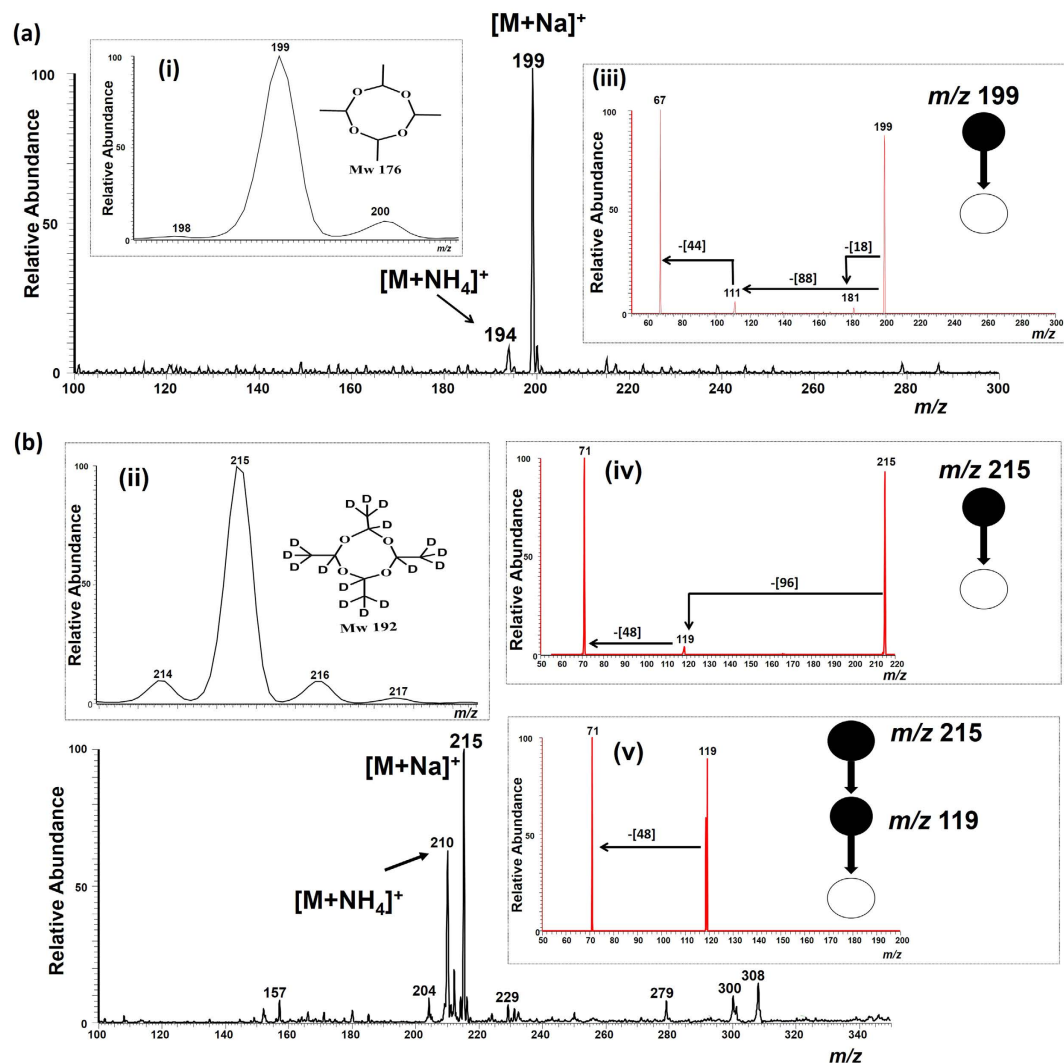 (a)
[M+Na]+
199
100
50
0
Relative Abundance
[M+NH4]+
194
100 120 140 160 180 200 220 240 260 280 300
m/z
(i)
199
198
200
100
50
0
Relative Abundance
O O
O O
Mw 176
m/z
(iii)
m/z 199
67
199
100
50
0
Relative Abundance
-[44]
-[18]
-[88]
111
181
60 80 100 120 140 160 180 200 220 240 260 280 300
m/z
(b)
(ii)
215
214
216
217
100
50
0
Relative Abundance
D
D D
D
D O O D
D D
D O O D
D D D
D D
D
Mw 192
m/z
(iv)
m/z 215
71
215
100
50
0
Relative Abundance
-[96]
-[48]
119
50 60 70 80 90 100 110 120 130 140 150 160 170 180 190 200 210 220
m/z
(v)
m/z 215
m/z 119
71
119
100
50
0
Relative Abundance
-[48]
50 60 70 80 90 100 110 120 130 140 150 160 170 180 190 200
m/z
[M+Na]+
215
210
[M+NH4]+
100
50
0
Relative Abundance
157
204
229
279
300
308
100 120 140 160 180 200 220 240 260 280 300 320 340
m/z